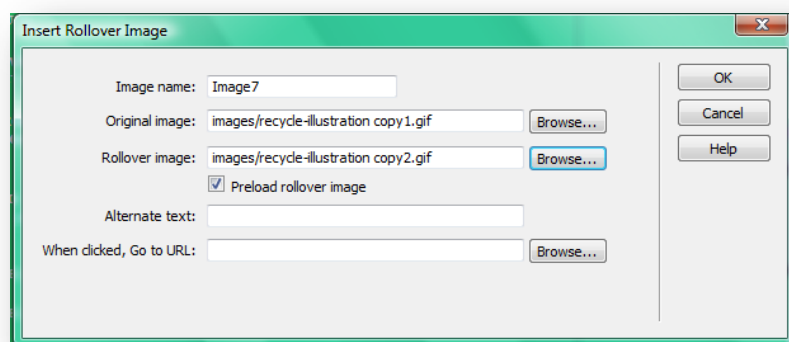 Insert Rollover Image
Image name: Image7
OK
Original image: images/recycle-illustration copy1.gif Browse...
Cancel
Rollover image: images/recycle-illustration copy2.gif Browse...
Help
Preload rollover image
Alternate text:
When clicked, Go to URL: Browse...